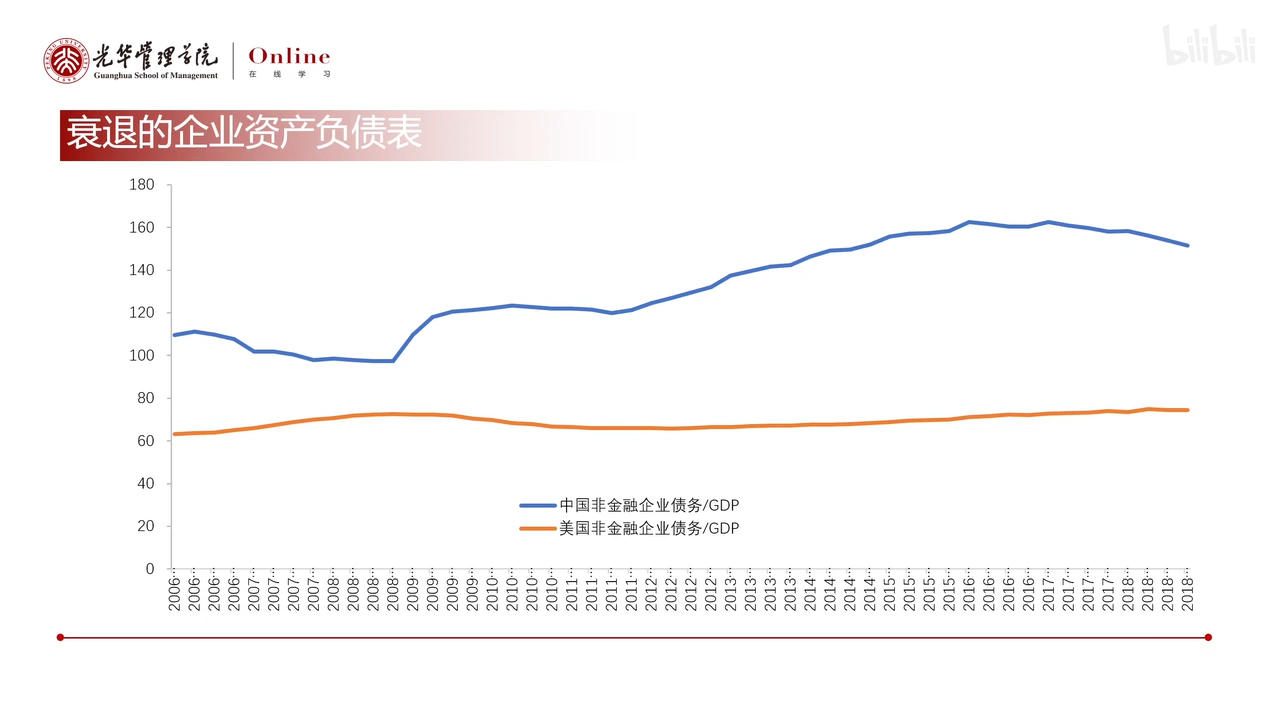 光华管理学院
Guanghua School of Management
Online
在线学习
bilibili
衰退的企业资产负债表
180
160
140
120
100
80
60
40
20
0
中国非金融企业债务/GDP
美国非金融企业债务/GDP
2006… 2006… 2006… 2006 2007… 2007… 2007… 2007 2008… 2008… 2008… 2008… 2009… 2009… 2009… 2009… 2010… 2010… 2010 2010… 2011… 2011… 2011… 2011… 2012… 2012… 2012… 2012… 2013… 2013… 2013… 2013… 2014… 2014… 2014… 2014… 2015… 2015… 2015… 2015… 2016… 2016… 2016… 2016… 2017… 2017… 2017… 2017… 2018… 2018… 2018… 2018…